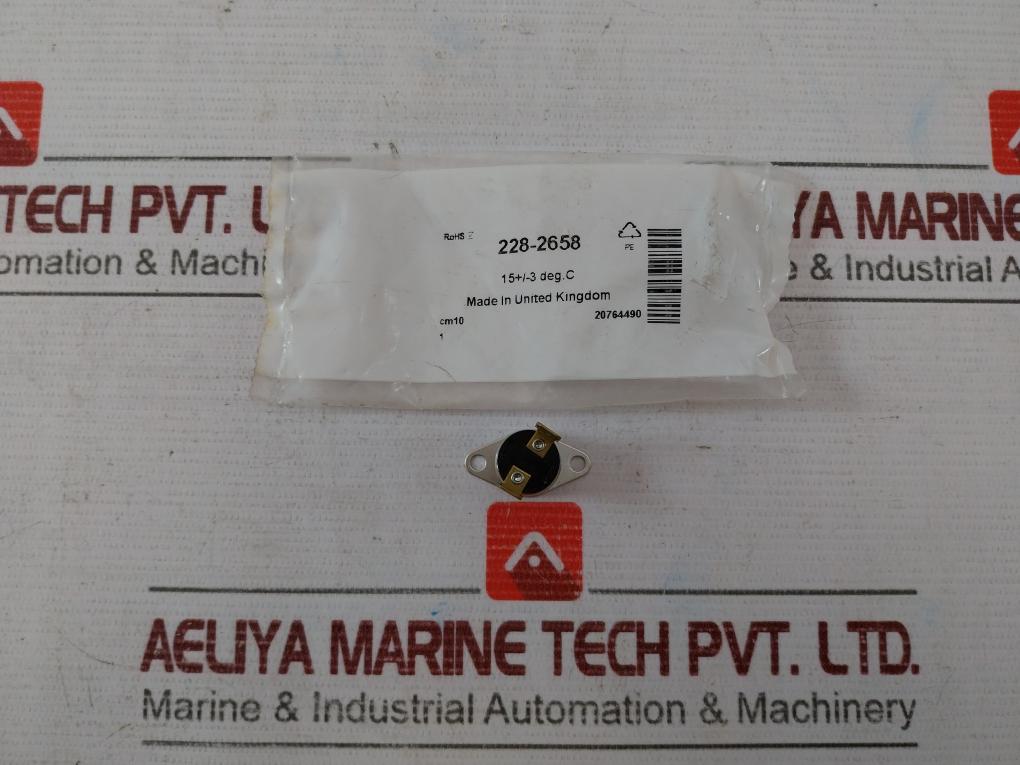 TECH PVT. L
omation & Machi
YA MARINE
e & Industrial A
RoHS
228-2658
PE
15+/-3 deg.C
Made In United Kingdom
cm10
20764490
1
AELIYA MARINE TECH PVT. LTD.
Marine & Industrial Automation & Machinery